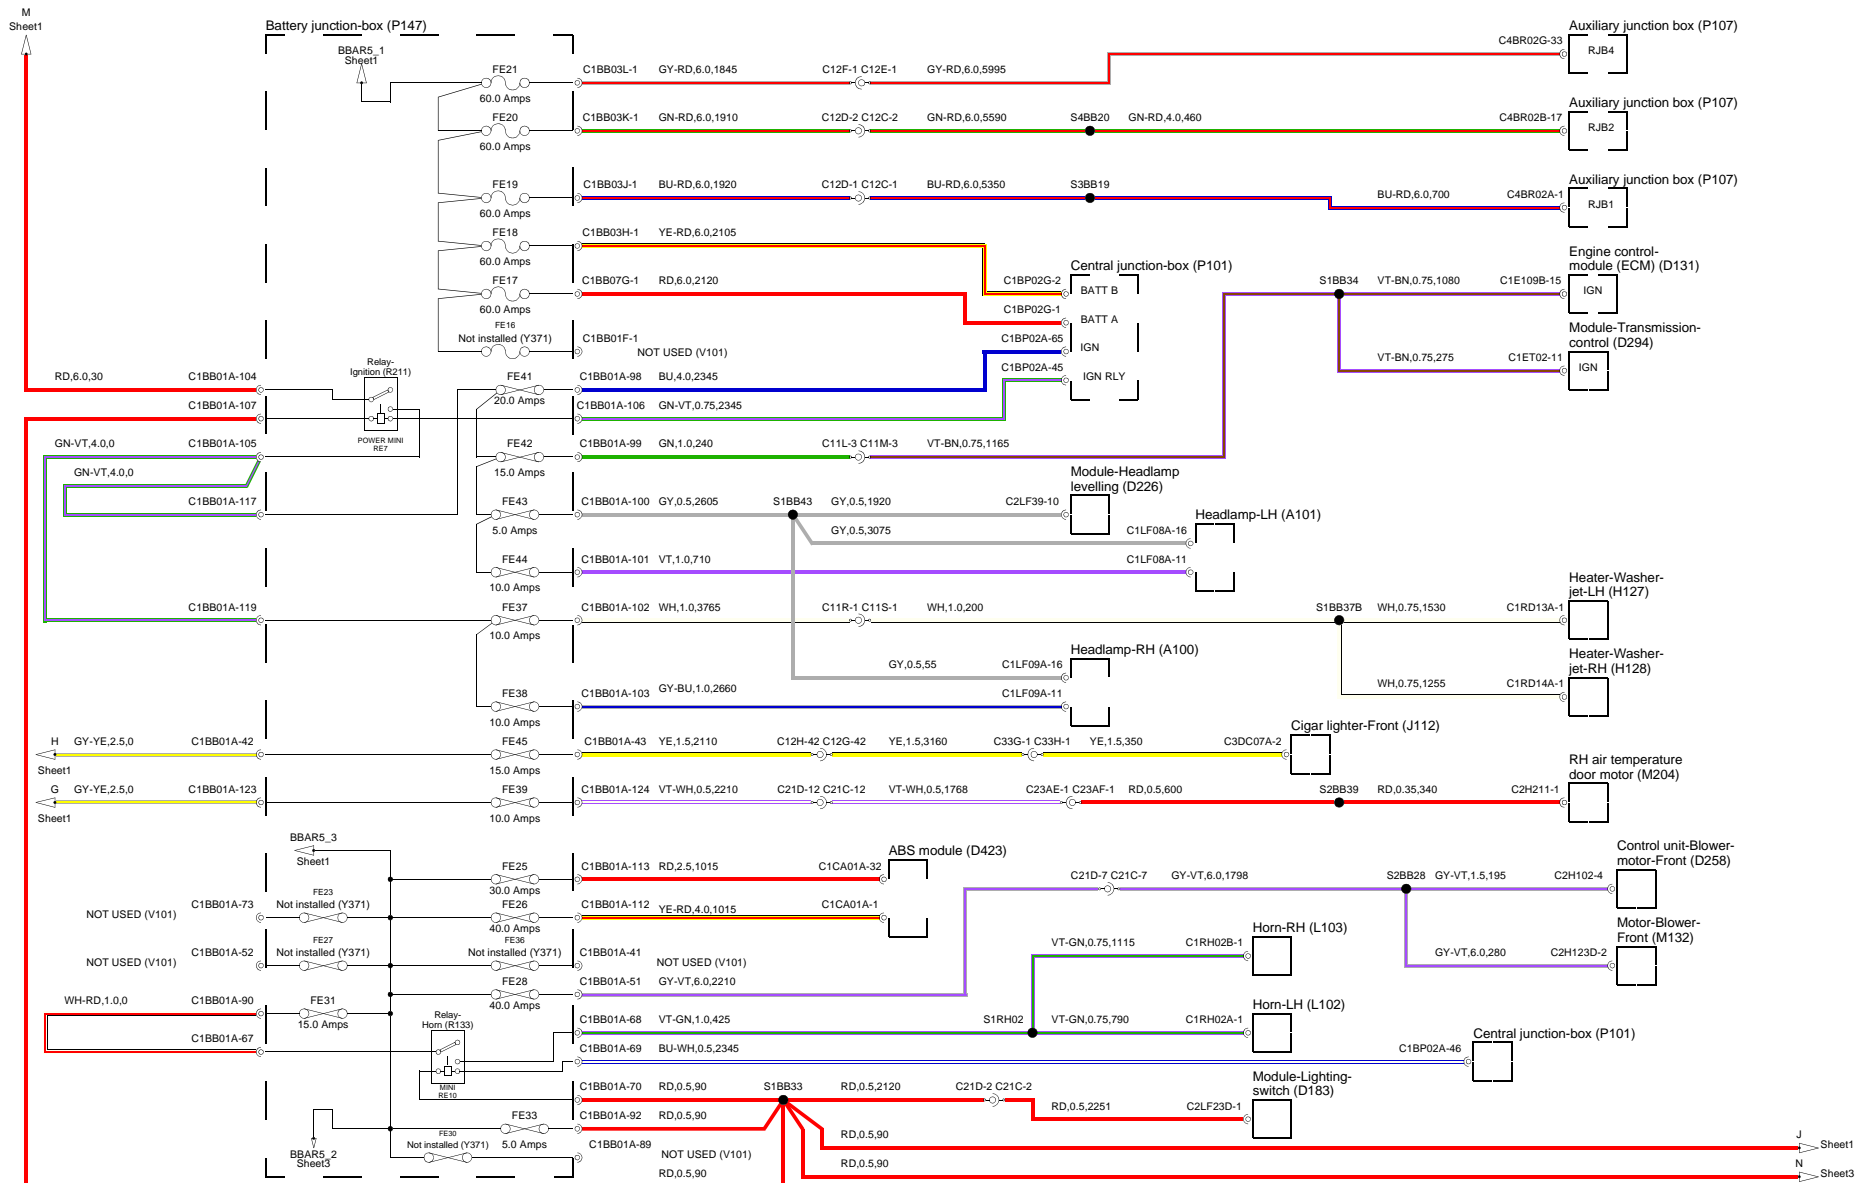 M
Sheet1
Battery junction-box (P147)
BBAR5_1
Sheet1
FE21
60.0 Amps
C1BB03L-1
GY-RD,6.0,1845
C12F-1 C12E-1
GY-RD,6.0,5995
C4BR02G-33
Auxiliary junction box (P107)
RJB4
FE20
60.0 Amps
C1BB03K-1
GN-RD,6.0,1910
C12D-2 C12C-2
GN-RD,6.0,5590
S4BB20
GN-RD,4.0,460
C4BR02B-17
Auxiliary junction box (P107)
RJB2
FE19
60.0 Amps
C1BB03J-1
BU-RD,6.0,1920
C12D-1 C12C-1
BU-RD,6.0,5350
S3BB19
BU-RD,6.0,700
C4BR02A-1
Auxiliary junction box (P107)
RJB1
FE18
60.0 Amps
C1BB03H-1
YE-RD,6.0,2105
C1BP02G-2
Central junction-box (P101)
BATT B
FE17
60.0 Amps
C1BB07G-1
RD,6.0,2120
C1BP02G-1
BATT A
S1BB34
VT-BN,0.75,1080
C1E109B-15
Engine control-
module (ECM) (D131)
IGN
FE16
Not installed (Y371)
C1BB01F-1
NOT USED (V101)
C1BP02A-65
IGN
VT-BN,0.75,275
C1ET02-11
Module-Transmission-
control (D294)
IGN
RD,6.0,30
C1BB01A-104
Relay-
Ignition (R211)
FE41
20.0 Amps
C1BB01A-98
BU,4.0,2345
C1BP02A-45
IGN RLY
C1BB01A-107
C1BB01A-106
GN-VT,0.75,2345
POWER MINI
RE7
GN-VT,4.0,0
C1BB01A-105
FE42
15.0 Amps
C1BB01A-99
GN,1.0,240
C11L-3 C11M-3
VT-BN,0.75,1165
GN-VT,4.0,0
C1BB01A-117
FE43
5.0 Amps
C1BB01A-100
GY,0.5,2605
S1BB43
GY,0.5,1920
C2LF39-10
Module-Headlamp
levelling (D226)
GY,0.5,3075
C1LF08A-16
Headlamp-LH (A101)
FE44
10.0 Amps
C1BB01A-101
VT,1.0,710
C1LF08A-11
C1BB01A-119
FE37
10.0 Amps
C1BB01A-102
WH,1.0,3765
C11R-1 C11S-1
WH,1.0,200
S1BB37B
WH,0.75,1530
C1RD13A-1
Heater-Washer-
jet-LH (H127)
GY,0.5,55
C1LF09A-16
Headlamp-RH (A100)
WH,0.75,1255
C1RD14A-1
Heater-Washer-
jet-RH (H128)
FE38
10.0 Amps
C1BB01A-103
GY-BU,1.0,2660
C1LF09A-11
H
Sheet1
GY-YE,2.5,0
C1BB01A-42
FE45
15.0 Amps
C1BB01A-43
YE,1.5,2110
C12H-42 C12G-42
YE,1.5,3160
C33G-1 C33H-1
YE,1.5,350
C3DC07A-2
Cigar lighter-Front (J112)
G
Sheet1
GY-YE,2.5,0
C1BB01A-123
FE39
10.0 Amps
C1BB01A-124
VT-WH,0.5,2210
C21D-12 C21C-12
VT-WH,0.5,1768
C23AE-1 C23AF-1
RD,0.5,600
S2BB39
RD,0.35,340
C2H211-1
RH air temperature
door motor (M204)
BBAR5_3
Sheet1
FE25
30.0 Amps
C1BB01A-113
RD,2.5,1015
C1CA01A-32
ABS module (D423)
C21D-7 C21C-7
GY-VT,6.0,1798
S2BB28
GY-VT,1.5,195
C2H102-4
Control unit-Blower-
motor-Front (D258)
NOT USED (V101)
C1BB01A-73
FE23
Not installed (Y371)
FE26
40.0 Amps
C1BB01A-112
YE-RD,4.0,1015
C1CA01A-1
NOT USED (V101)
C1BB01A-52
FE27
Not installed (Y371)
FE36
Not installed (Y371)
C1BB01A-41
NOT USED (V101)
VT-GN,0.75,1115
C1RH02B-1
Horn-RH (L103)
GY-VT,6.0,280
C2H123D-2
Motor-Blower-
Front (M132)
FE28
40.0 Amps
C1BB01A-51
GY-VT,6.0,2210
WH-RD,1.0,0
C1BB01A-90
FE31
15.0 Amps
Relay-
Horn (R133)
C1BB01A-68
VT-GN,1.0,425
S1RH02
VT-GN,0.75,790
C1RH02A-1
Horn-LH (L102)
C1BB01A-67
C1BB01A-69
BU-WH,0.5,2345
C1BP02A-46
Central junction-box (P101)
MINI
RE10
C1BB01A-70
RD,0.5,90
S1BB33
RD,0.5,2120
C21D-2 C21C-2
RD,0.5,2251
C2LF23D-1
Module-Lighting-
switch (D183)
FE33
5.0 Amps
C1BB01A-92
RD,0.5,90
BBAR5_2
Sheet3
FE30
Not installed (Y371)
C1BB01A-89
NOT USED (V101)
RD,0.5,90
RD,0.5,90
J
Sheet1
RD,0.5,90
N
Sheet3